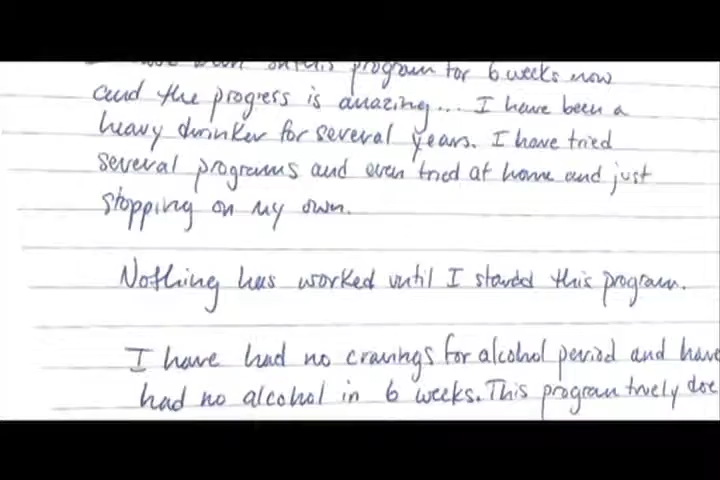 on this program for 6 weeks now
and the progress is amazing... I have been a
heavy drinker for several years. I have tried
several programs and even tried at home and just
stopping on my own.
Nothing has worked until I started this program.
I have had no cravings for alcohol period and have
had no alcohol in 6 weeks. This program truely doe